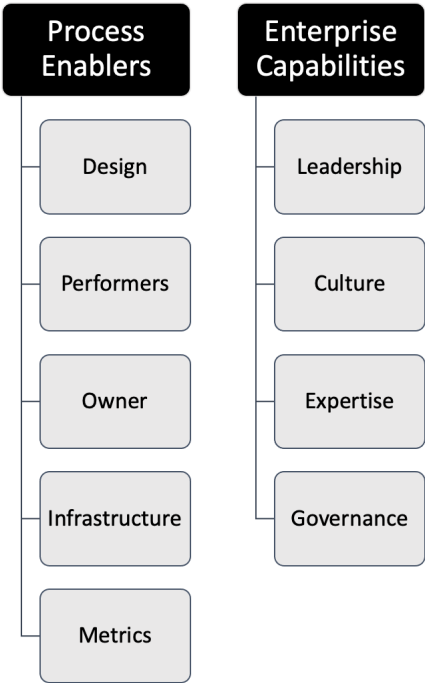 Process
Enablers
Design
Performers
Owner
Infrastructure
Metrics
Enterprise
Capabilities
Leadership
Culture
Expertise
Governance